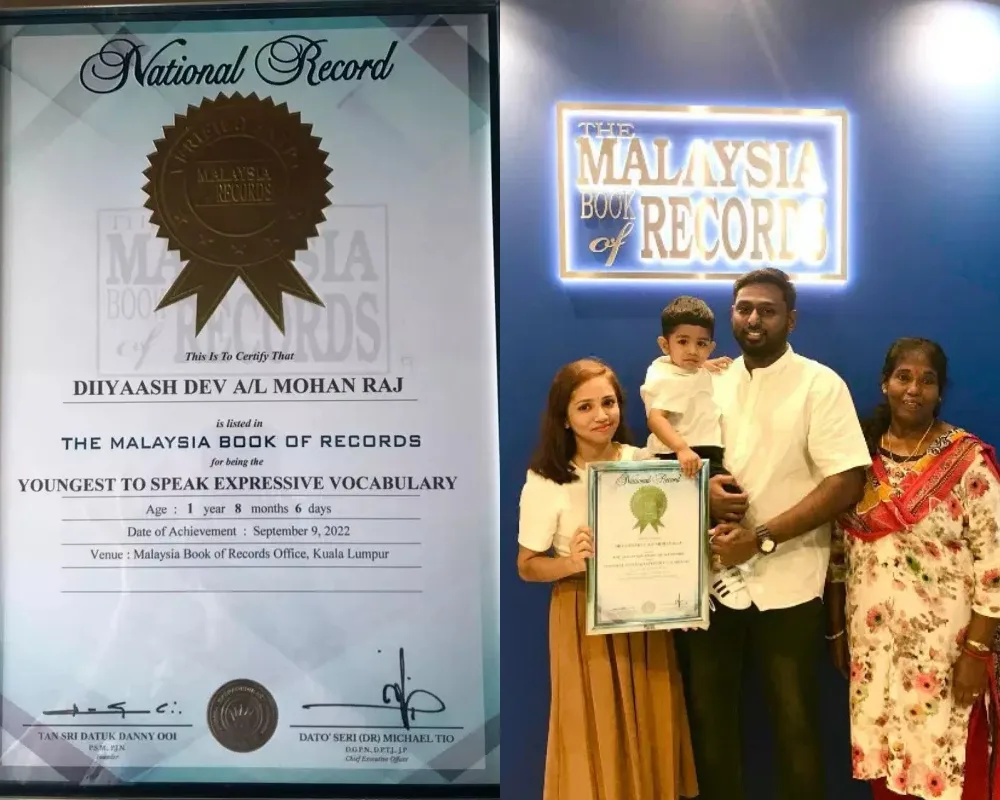 National Record
MALAYSIA
of RECORDS
This Is To Certify That
DIIYAASH DEV A/L MOHAN RAJ
is listed in
THE MALAYSIA BOOK OF RECORDS
for being the
YOUNGEST TO SPEAK EXPRESSIVE VOCABULARY
Age : 1 year 8 months 6 days
Date of Achievement : September 9, 2022
Venue : Malaysia Book of Records Office, Kuala Lumpur
TAN SRI DATUK DANNY OOI
P.S.M., P.J.N.
Founder
DATO' SERI (DR) MICHAEL TIO
D.G.P.N., D.P.T.J., J.P
Chief Executive Officer
THE
MALAYSIA
BOOK
of RECORDS
National Record